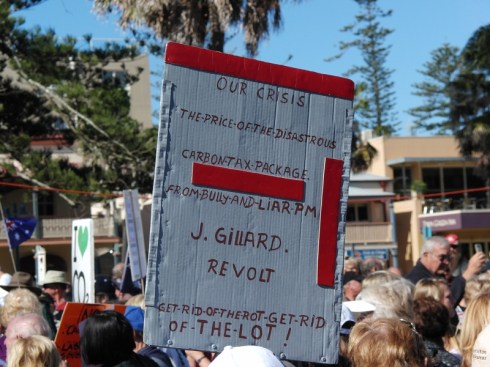 OUR CRISIS
THE-PRICE-OF-THE-DISASTROUS
CARBON-TAX-PACKAGE.
FROM-BULLY-AND-LIAR-PM.
J. GILLARD.
REVOLT
GET-RID-OF-THE-ROT-GET-RID
OF-THE-LOT!
I